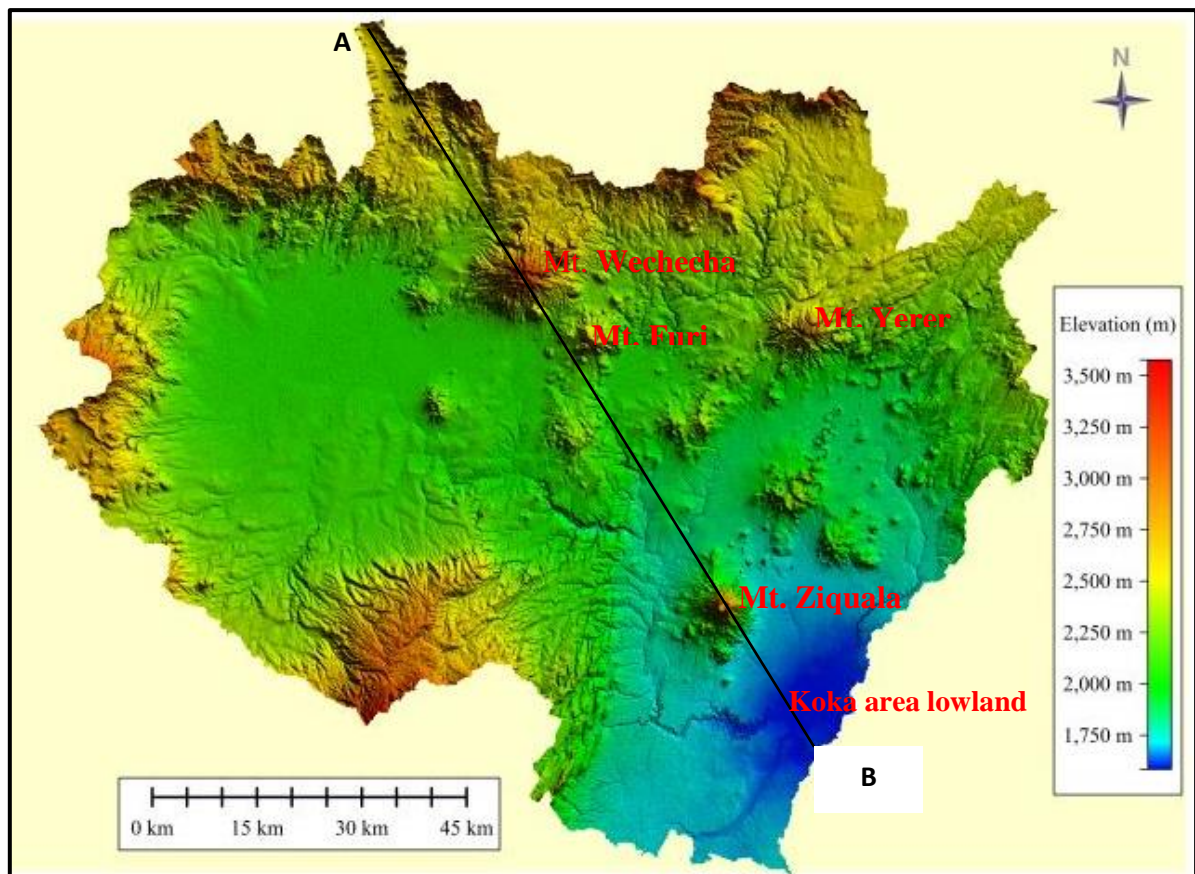 A
N
Mt. Wechecha
Mt. Furi
Mt. Yerer
Elevation (m)
3,500 m
3,250 m
3,000 m
2,750 m
2,500 m
2,250 m
2,000 m
1,750 m
Mt. Ziquala
Koka area lowland
B
0 km 15 km 30 km 45 km